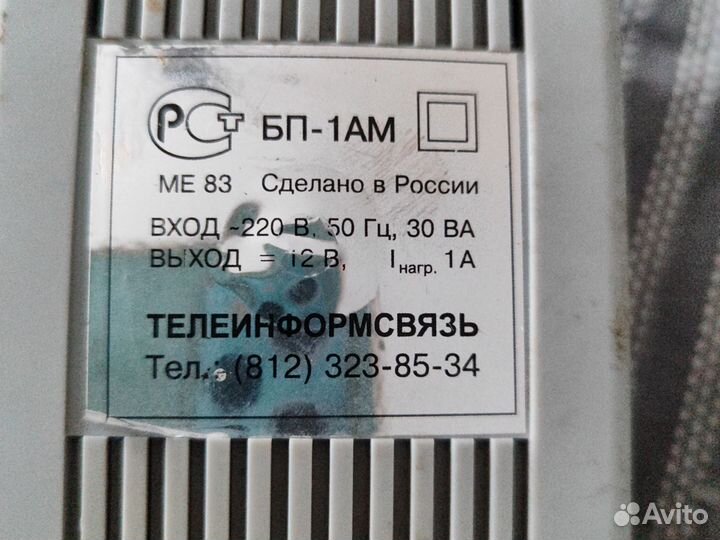 РСТ БП-1АМ
МЕ 83 Сделано в России
ВХОД ~220 В, 50 Гц, 30 ВА
ВЫХОД = 12 В, Iнагр. 1А
ТЕЛЕИНФОРМСВЯЗЬ
Тел.: (812) 323-85-34
Avito